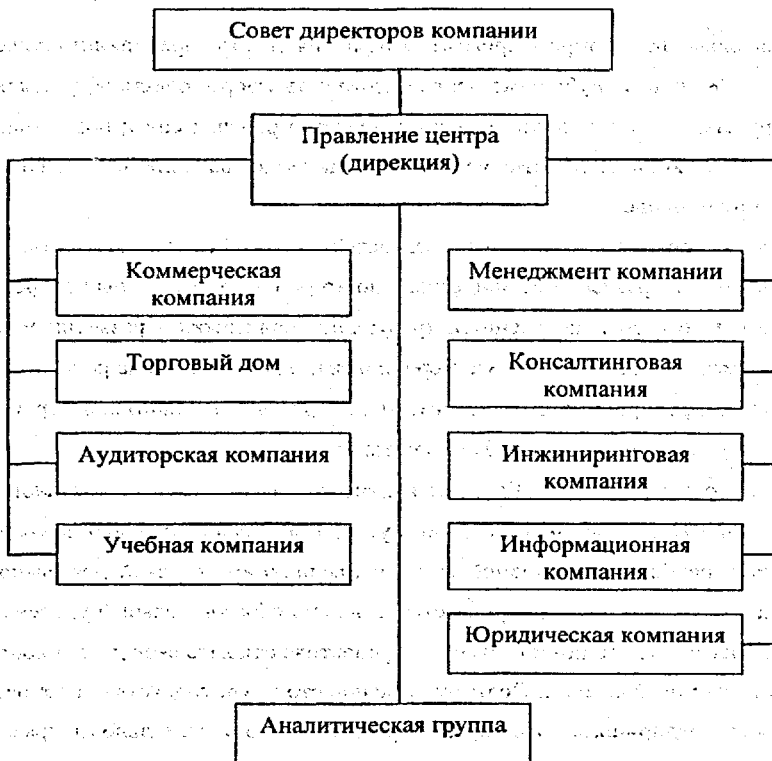 Совет директоров компании
Правление центра
(дирекция)
Коммерческая
компания
Торговый дом
Аудиторская компания
Учебная компания
Менеджмент компании
Консалтинговая
компания
Инжиниринговая
компания
Информационная
компания
Юридическая компания
Аналитическая группа